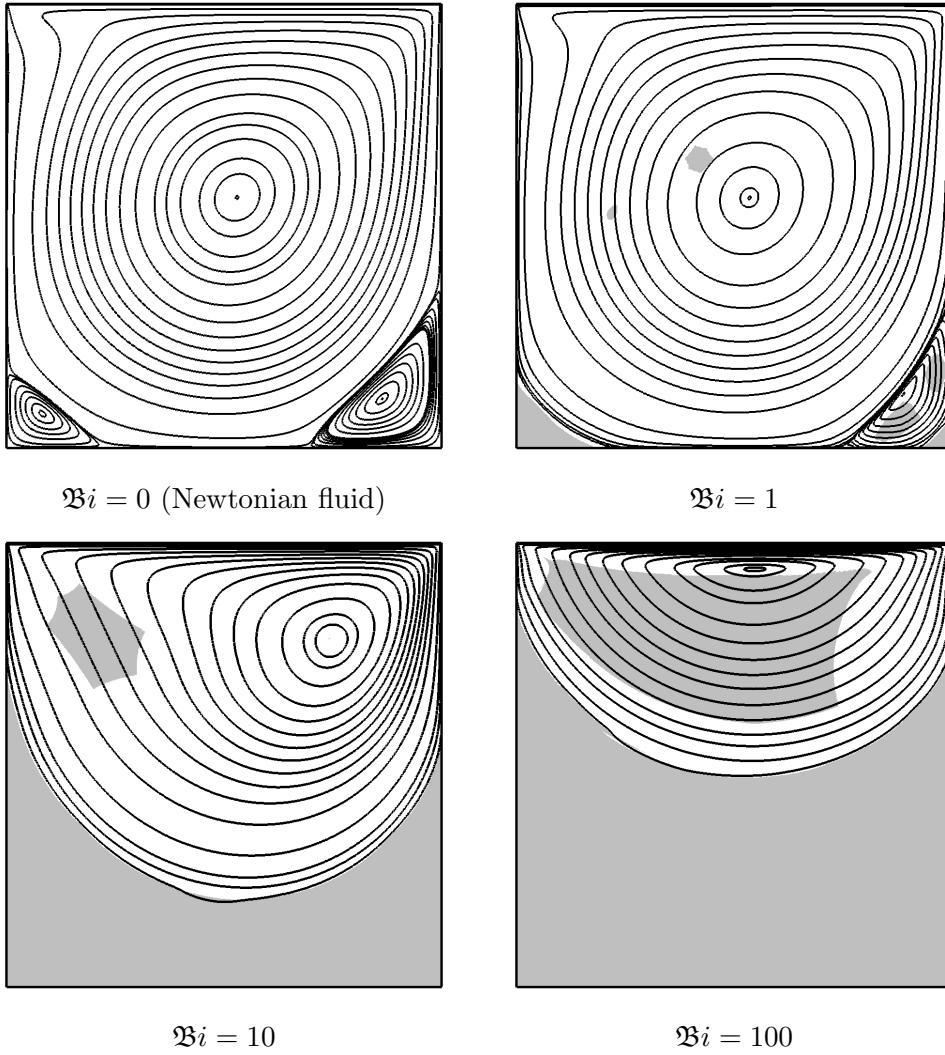 𝔅i = 0 (Newtonian fluid)
𝔅i = 1
𝔅i = 10
𝔅i = 100